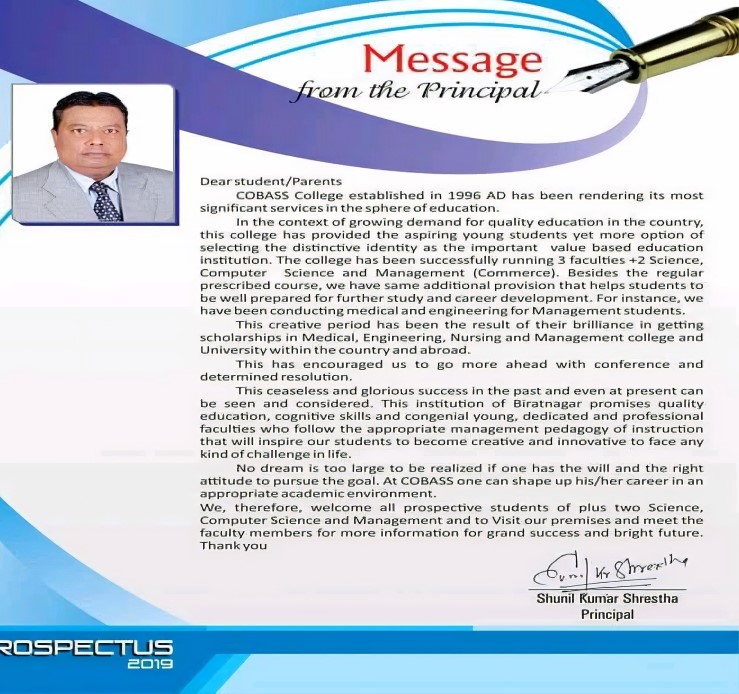 Message
from the Principal
Dear student/Parents
COBASS College established in 1996 AD has been rendering its most
significant services in the sphere of education.
In the context of growing demand for quality education in the country,
this college has provided the aspiring young students yet more option of
selecting the distinctive identity as the important value based education
institution. The college has been successfully running 3 faculties +2 Science,
Computer Science and Management (Commerce). Besides the regular
prescribed course, we have same additional provision that helps students to
be well prepared for further study and career development. For instance, we
have been conducting medical and engineering for Management students.
This creative period has been the result of their brilliance in getting
scholarships in Medical, Engineering, Nursing and Management college and
University within the country and abroad.
This has encouraged us to go more ahead with conference and
determined resolution.
This ceaseless and glorious success in the past and even at present can
be seen and considered. This institution of Biratnagar promises quality
education, cognitive skills and congenial young, dedicated and professional
faculties who follow the appropriate management pedagogy of instruction
that will inspire our students to become creative and innovative to face any
kind of challenge in life.
No dream is too large to be realized if one has the will and the right
attitude to pursue the goal. At COBASS one can shape up his/her career in an
appropriate academic environment.
We, therefore, welcome all prospective students of plus two Science,
Computer Science and Management and to Visit our premises and meet the
faculty members for more information for grand success and bright future.
Thank you
Shunil Kumar Shrestha
Principal
ROSPECTUS
2019